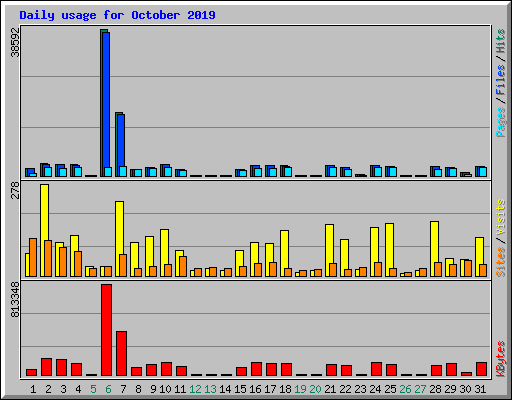 Daily usage for October 2019
38592
Pages/Files/Hits
278
Sites/Visits
813348
KBytes
1 2 3 4 5 6 7 8 9 10 11 12 13 14 15 16 17 18 19 20 21 22 23 24 25 26 27 28 29 30 31